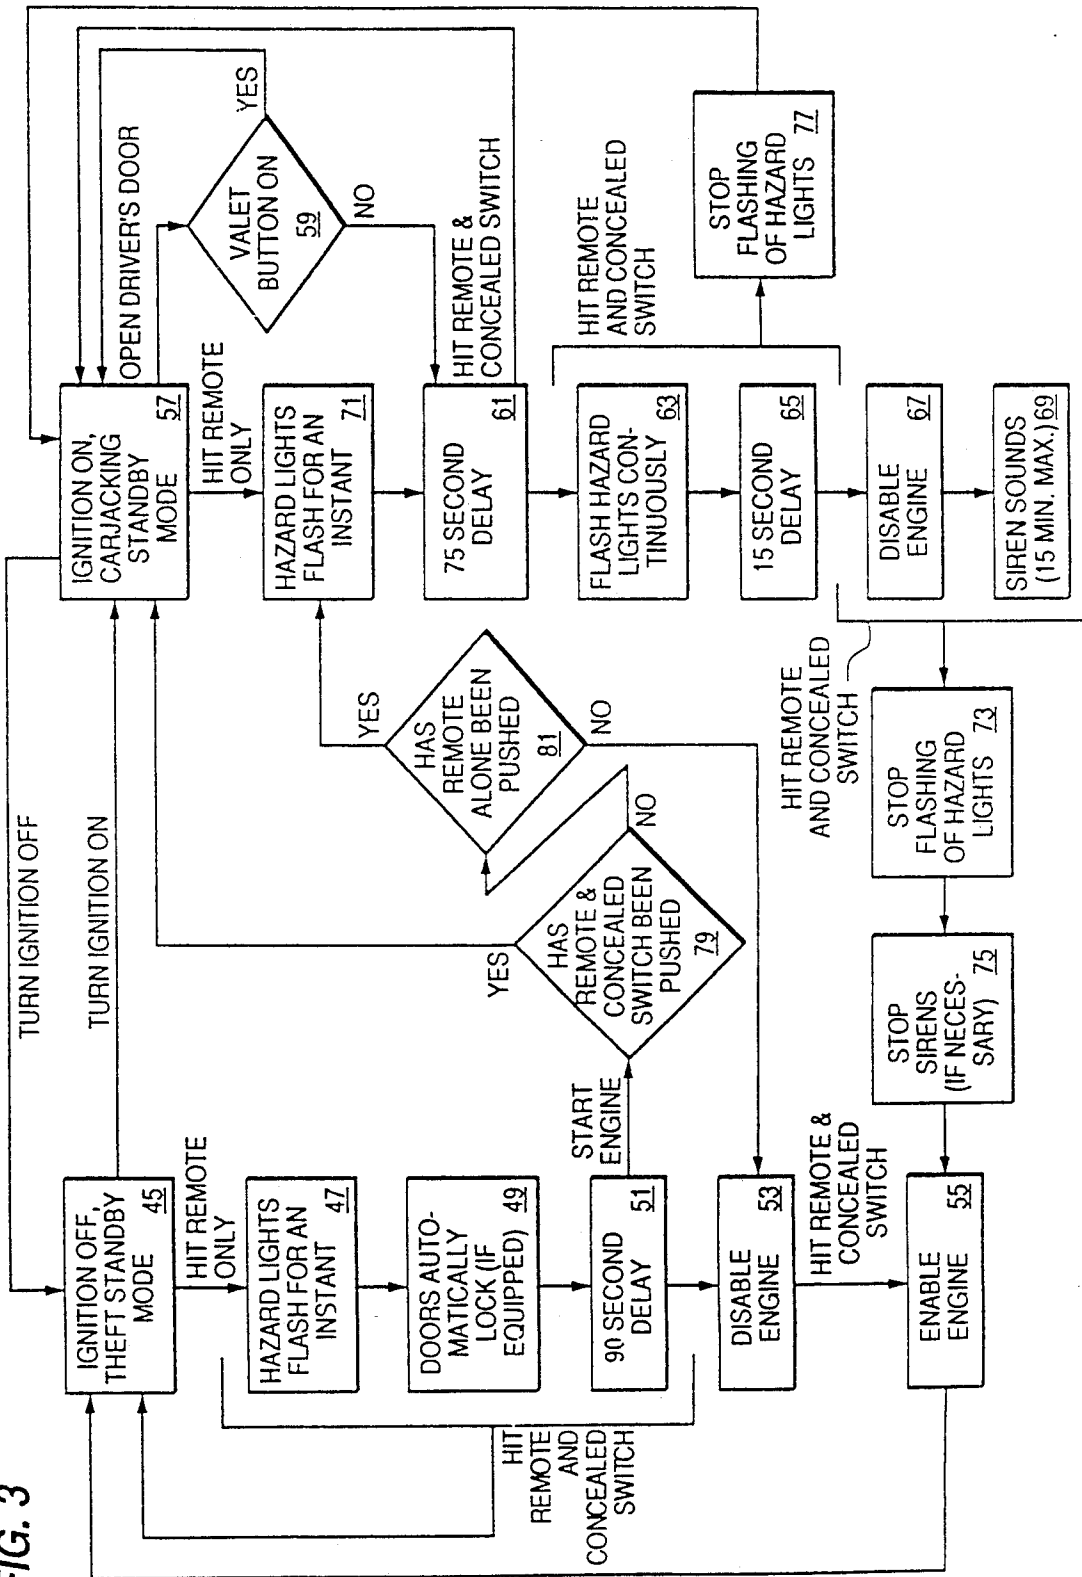 FIG. 3
TURN IGNITION OFF
TURN IGNITION ON
IGNITION OFF,
THEFT STANDBY
MODE 45
HIT REMOTE
ONLY
HAZARD LIGHTS
FLASH FOR AN
INSTANT 47
DOORS AUTO-
MATICALLY
LOCK (IF
EQUIPPED) 49
90 SECOND
DELAY 51
HIT
REMOTE
AND
CONCEALED
SWITCH
START
ENGINE
DISABLE
ENGINE 53
HIT REMOTE &
CONCEALED
SWITCH
ENABLE
ENGINE 55
HAS
REMOTE &
CONCEALED
SWITCH BEEN
PUSHED
79
YES
NO
HAS
REMOTE
ALONE BEEN
PUSHED
81
YES
NO
IGNITION ON,
CARJACKING
STANDBY
MODE 57
OPEN DRIVER'S DOOR
VALET
BUTTON ON
59
YES
NO
HIT REMOTE
ONLY
HAZARD LIGHTS
FLASH FOR AN
INSTANT 71
75 SECOND
DELAY 61
HIT REMOTE &
CONCEALED SWITCH
FLASH HAZARD
LIGHTS CON-
TINUOUSLY 63
15 SECOND
DELAY 65
HIT REMOTE
AND CONCEALED
SWITCH
STOP
FLASHING
OF HAZARD
LIGHTS 77
DISABLE
ENGINE 67
SIREN SOUNDS
(15 MIN. MAX.) 69
HIT REMOTE
AND CONCEALED
SWITCH
STOP
FLASHING
OF HAZARD
LIGHTS 73
STOP
SIRENS
(IF NECES-
SARY) 75